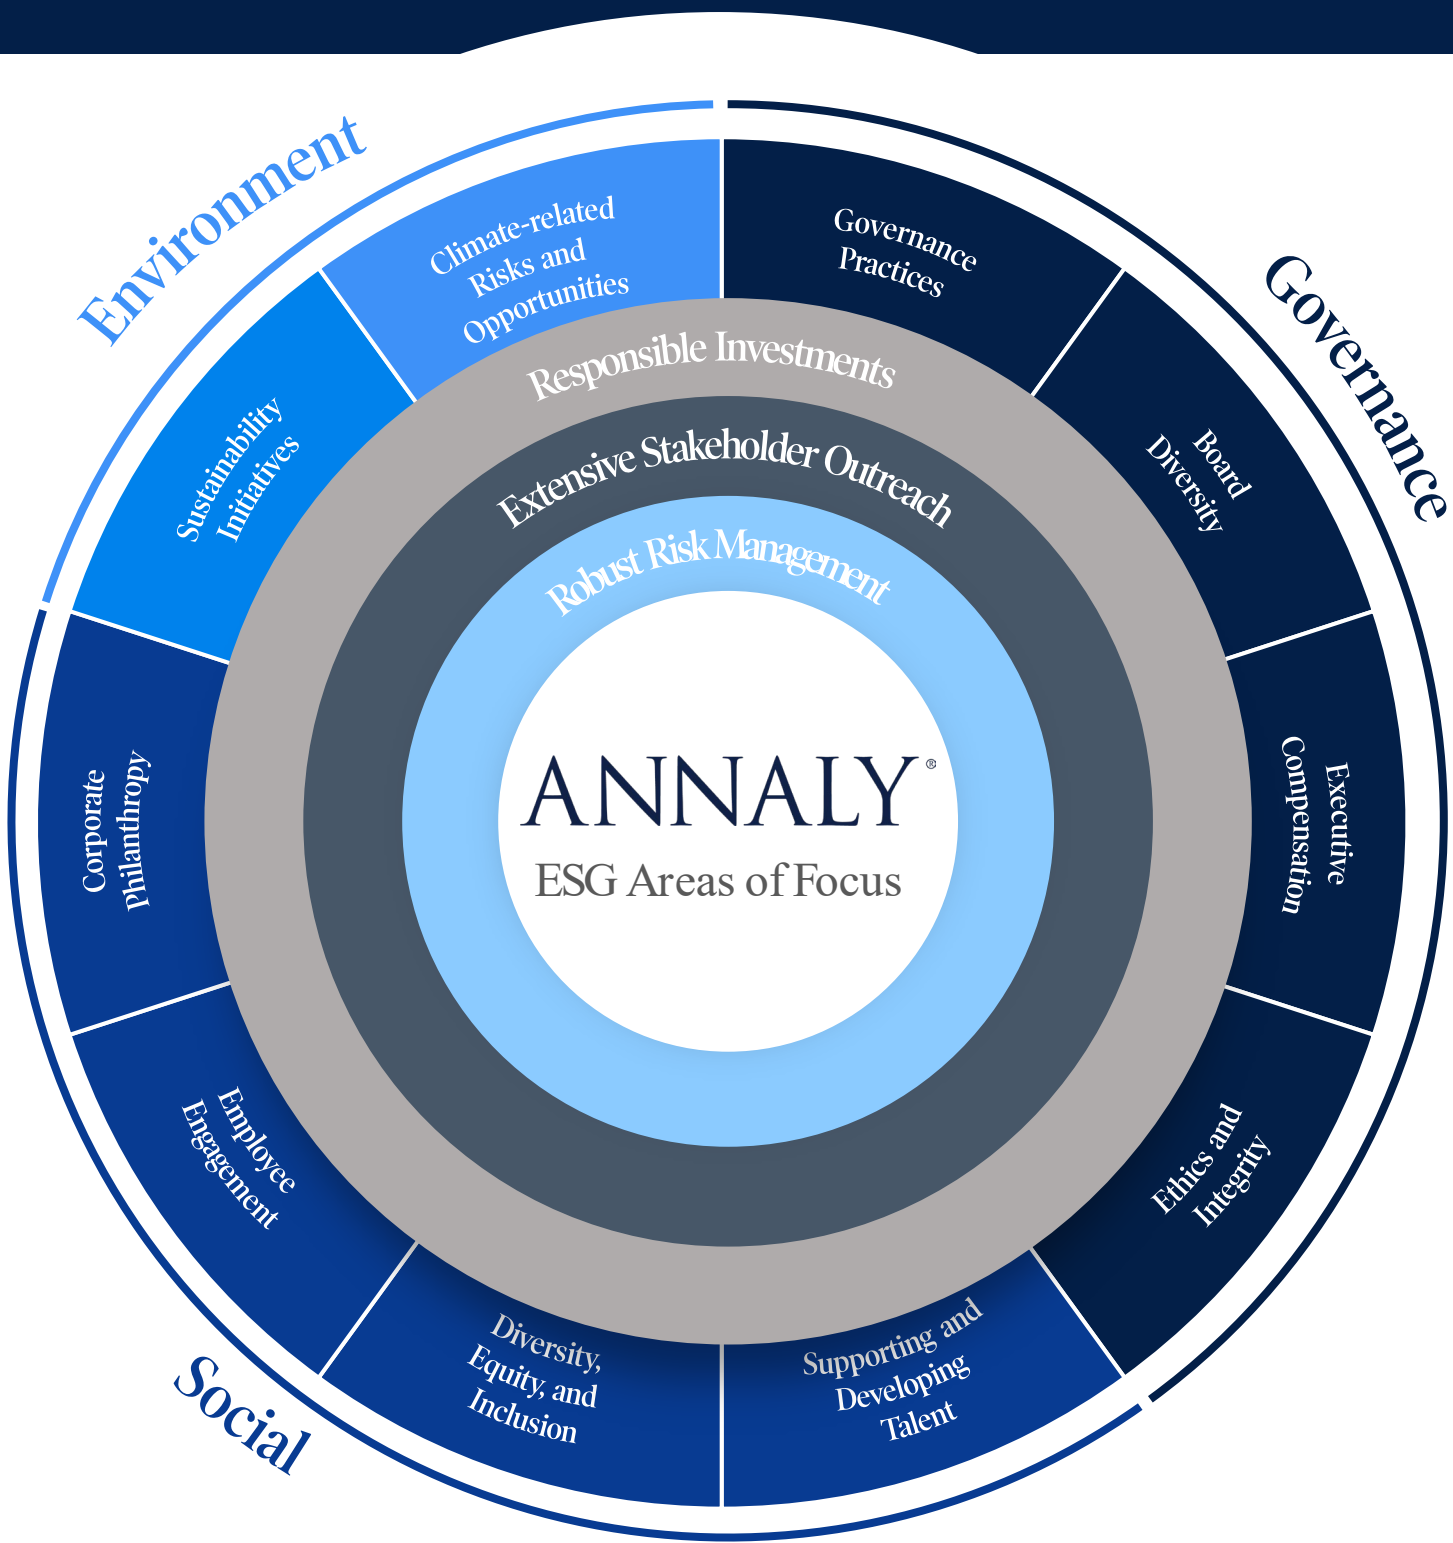 Environment
Governance
Social
Climate-related
Risks and
Opportunities
Governance
Practices
Board
Diversity
Executive
Compensation
Ethics and
Integrity
Supporting and
Developing
Talent
Diversity,
Equity, and
Inclusion
Employee
Engagement
Corporate
Philanthropy
Sustainability
Initiatives
Responsible Investments
Extensive Stakeholder Outreach
Robust Risk Management
ANNALY®
ESG Areas of Focus